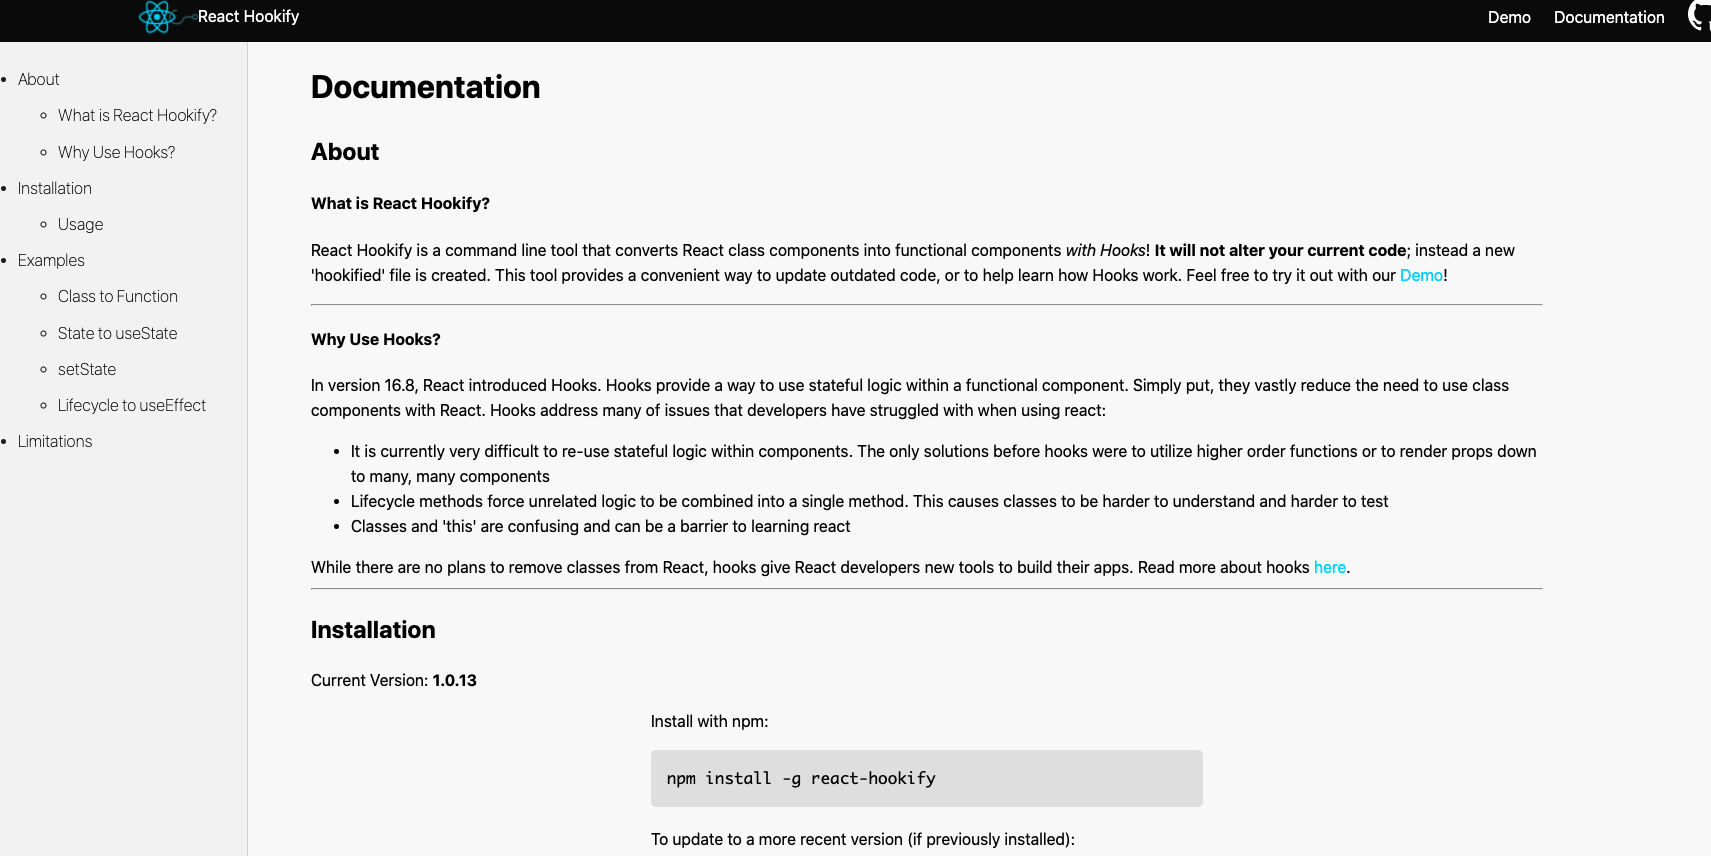 React Hookify
Demo
Documentation
About
What is React Hookify?
Why Use Hooks?
Installation
Usage
Examples
Class to Function
State to useState
setState
Lifecycle to useEffect
Limitations
Documentation
About
What is React Hookify?
React Hookify is a command line tool that converts React class components into functional components with Hooks! It will not alter your current code; instead a new
'hookified' file is created. This tool provides a convenient way to update outdated code, or to help learn how Hooks work. Feel free to try it out with our Demo!
Why Use Hooks?
In version 16.8, React introduced Hooks. Hooks provide a way to use stateful logic within a functional component. Simply put, they vastly reduce the need to use class
components with React. Hooks address many of issues that developers have struggled with when using react:
It is currently very difficult to re-use stateful logic within components. The only solutions before hooks were to utilize higher order functions or to render props down
to many, many components
Lifecycle methods force unrelated logic to be combined into a single method. This causes classes to be harder to understand and harder to test
Classes and 'this' are confusing and can be a barrier to learning react
While there are no plans to remove classes from React, hooks give React developers new tools to build their apps. Read more about hooks here.
Installation
Current Version: 1.0.13
Install with npm:
npm install -g react-hookify
To update to a more recent version (if previously installed):